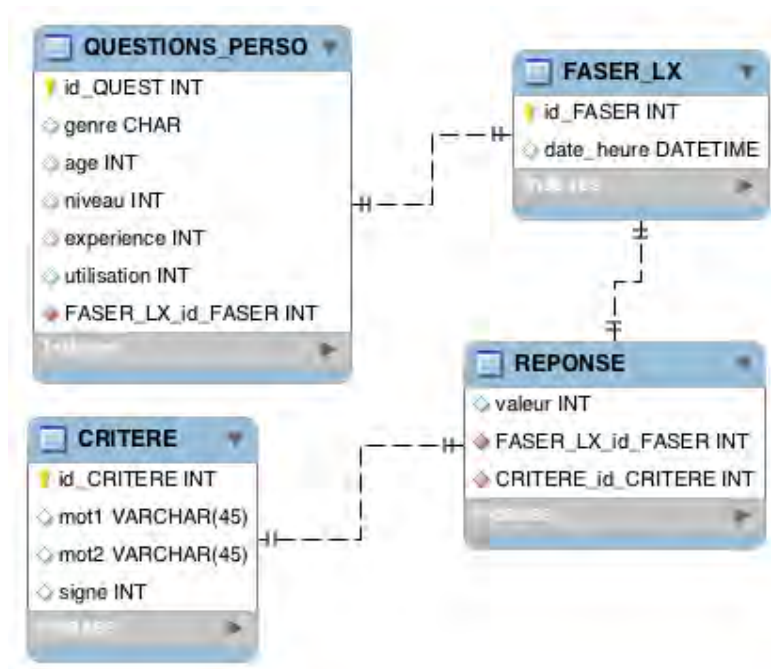 QUESTIONS_PERSO
id_QUEST INT
genre CHAR
age INT
niveau INT
experience INT
utilisation INT
FASER_LX_id_FASER INT
FASER_LX
id_FASER INT
date_heure DATETIME
REPONSE
valeur INT
FASER_LX_id_FASER INT
CRITERE_id_CRITERE INT
CRITERE
id_CRITERE INT
mot1 VARCHAR(45)
mot2 VARCHAR(45)
signe INT